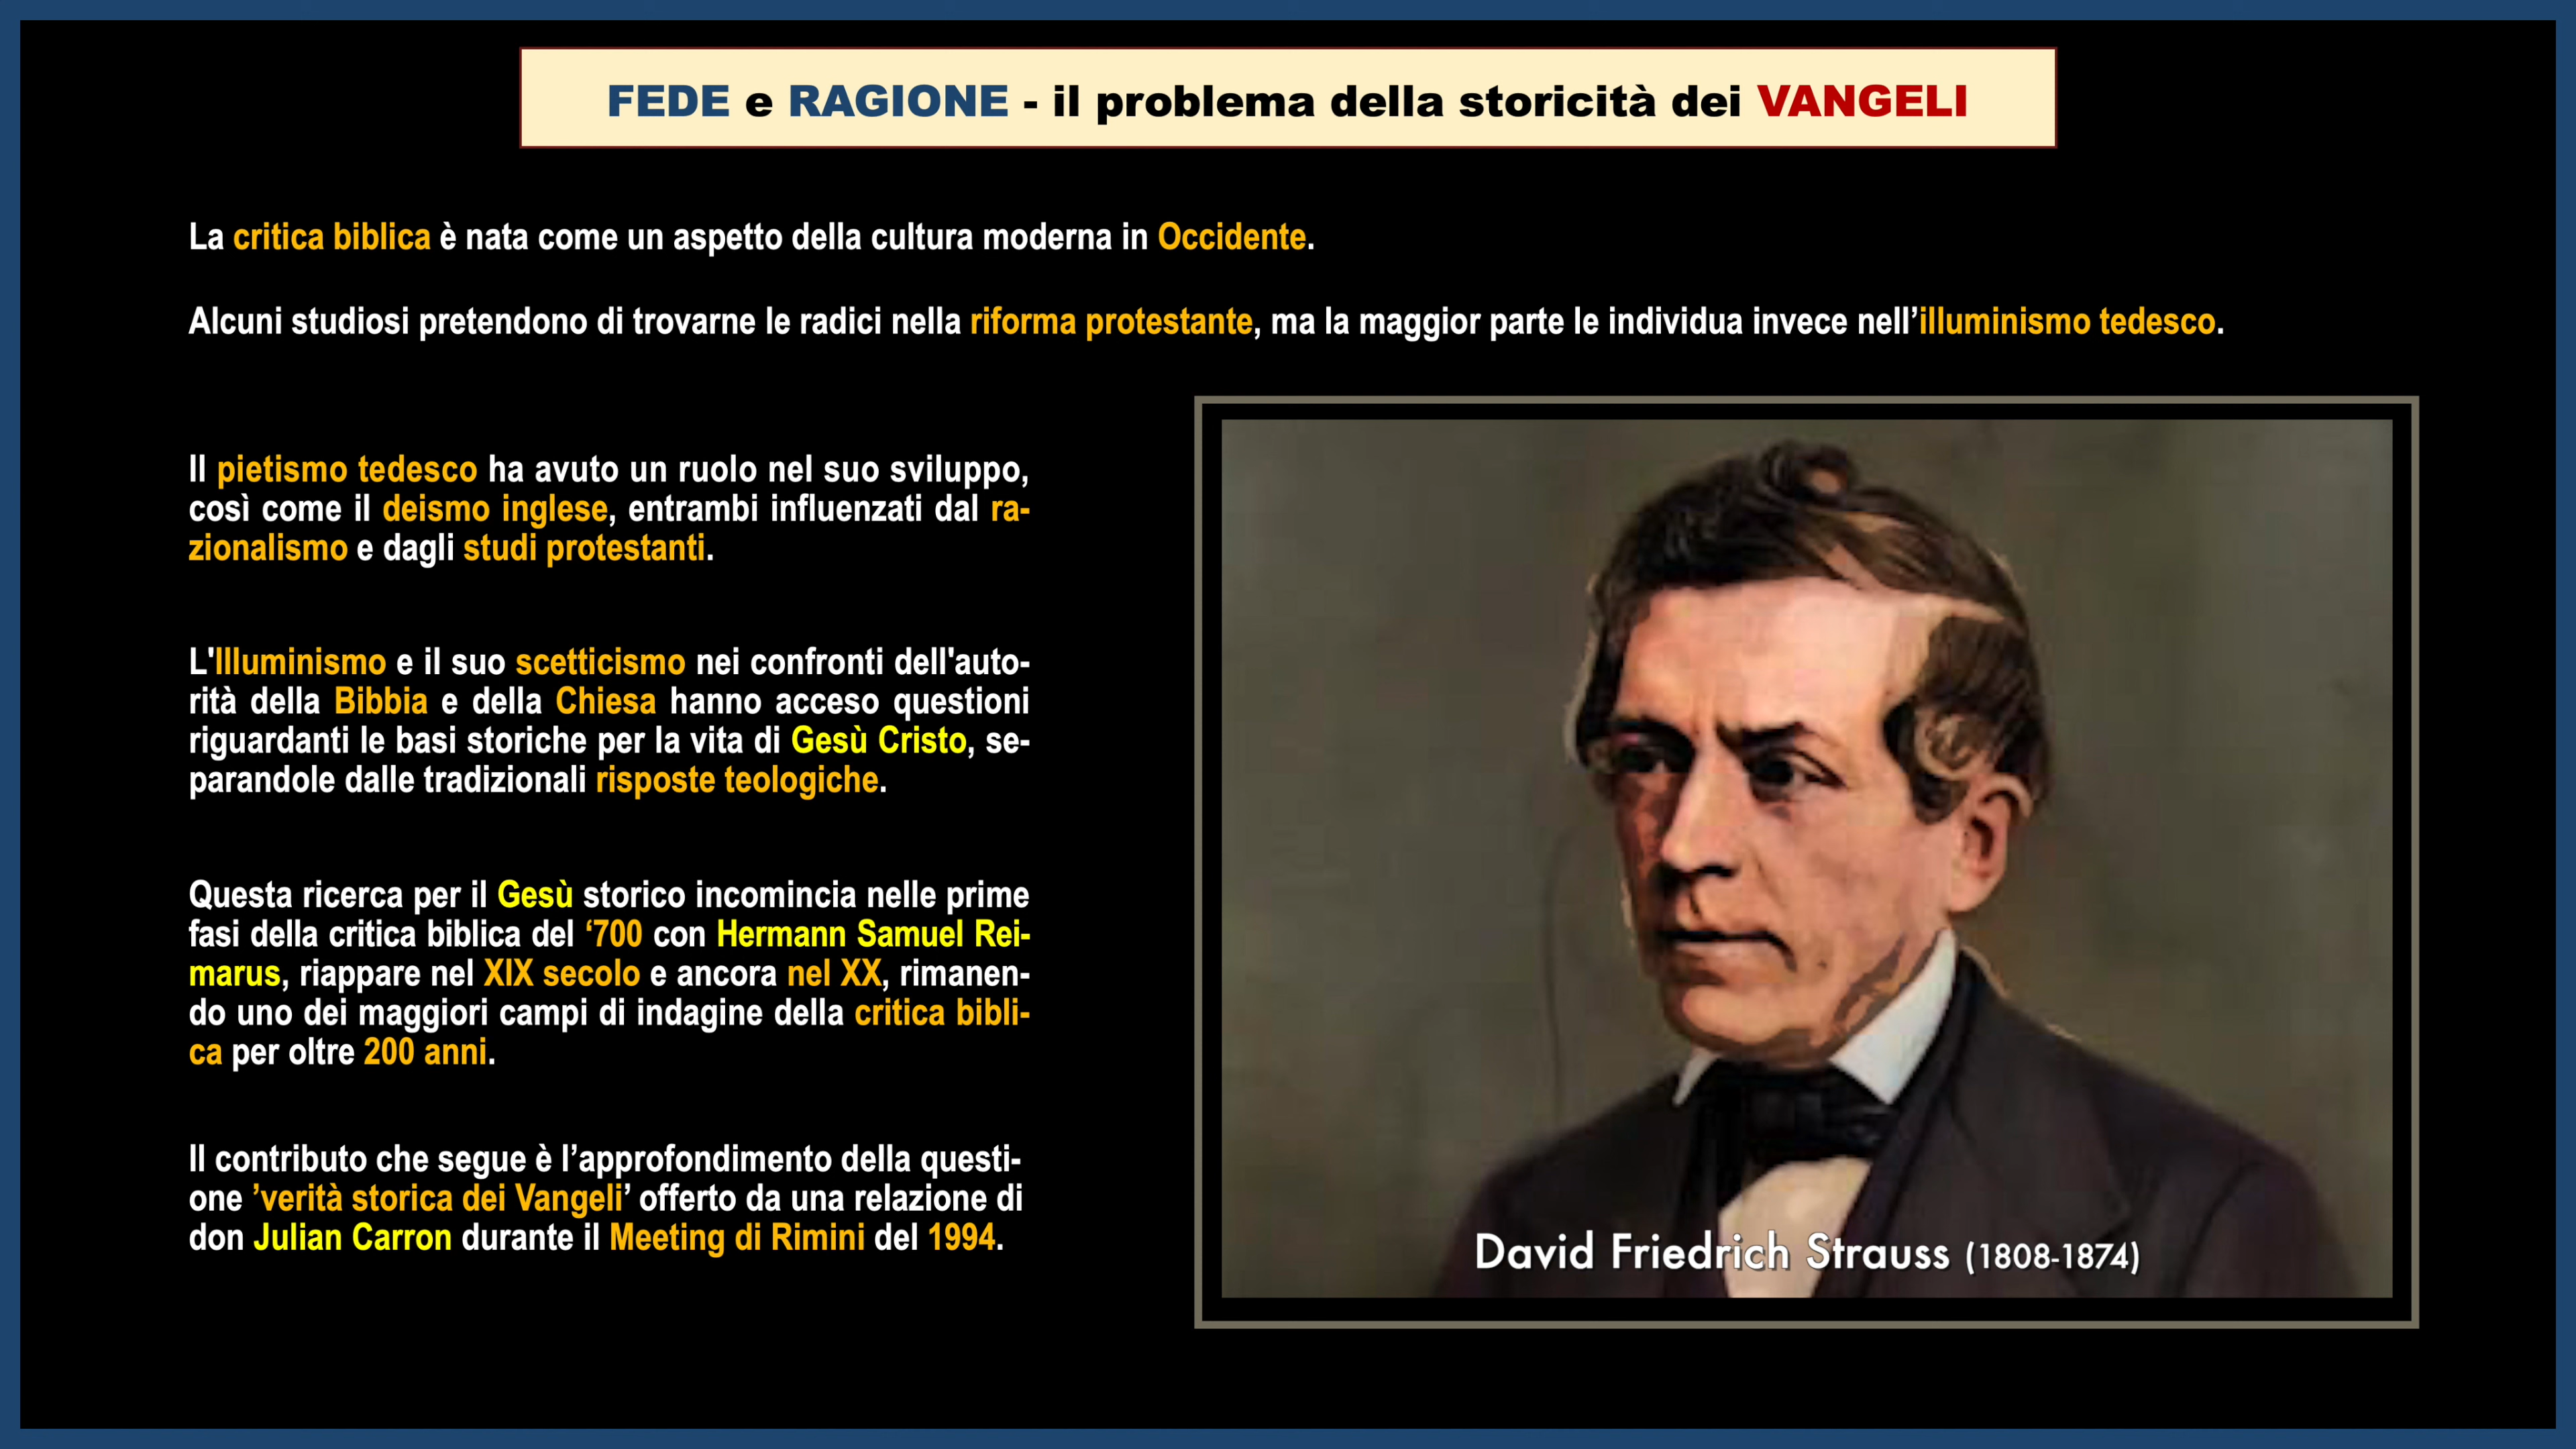 FEDE e RAGIONE - il problema della storicità dei VANGELI
La critica biblica è nata come un aspetto della cultura moderna in Occidente.
Alcuni studiosi pretendono di trovarne le radici nella riforma protestante, ma la maggior parte le individua invece nell’illuminismo tedesco.
Il pietismo tedesco ha avuto un ruolo nel suo sviluppo,
così come il deismo inglese, entrambi influenzati dal ra-
zionalismo e dagli studi protestanti.
L'Illuminismo e il suo scetticismo nei confronti dell'auto-
rità della Bibbia e della Chiesa hanno acceso questioni
riguardanti le basi storiche per la vita di Gesù Cristo, se-
parandole dalle tradizionali risposte teologiche.
Questa ricerca per il Gesù storico incomincia nelle prime
fasi della critica biblica del ‘700 con Hermann Samuel Rei-
marus, riappare nel XIX secolo e ancora nel XX, rimanen-
do uno dei maggiori campi di indagine della critica bibli-
ca per oltre 200 anni.
Il contributo che segue è l’approfondimento della questi-
one ’verità storica dei Vangeli’ offerto da una relazione di
don Julian Carron durante il Meeting di Rimini del 1994.
David Friedrich Strauss (1808-1874)